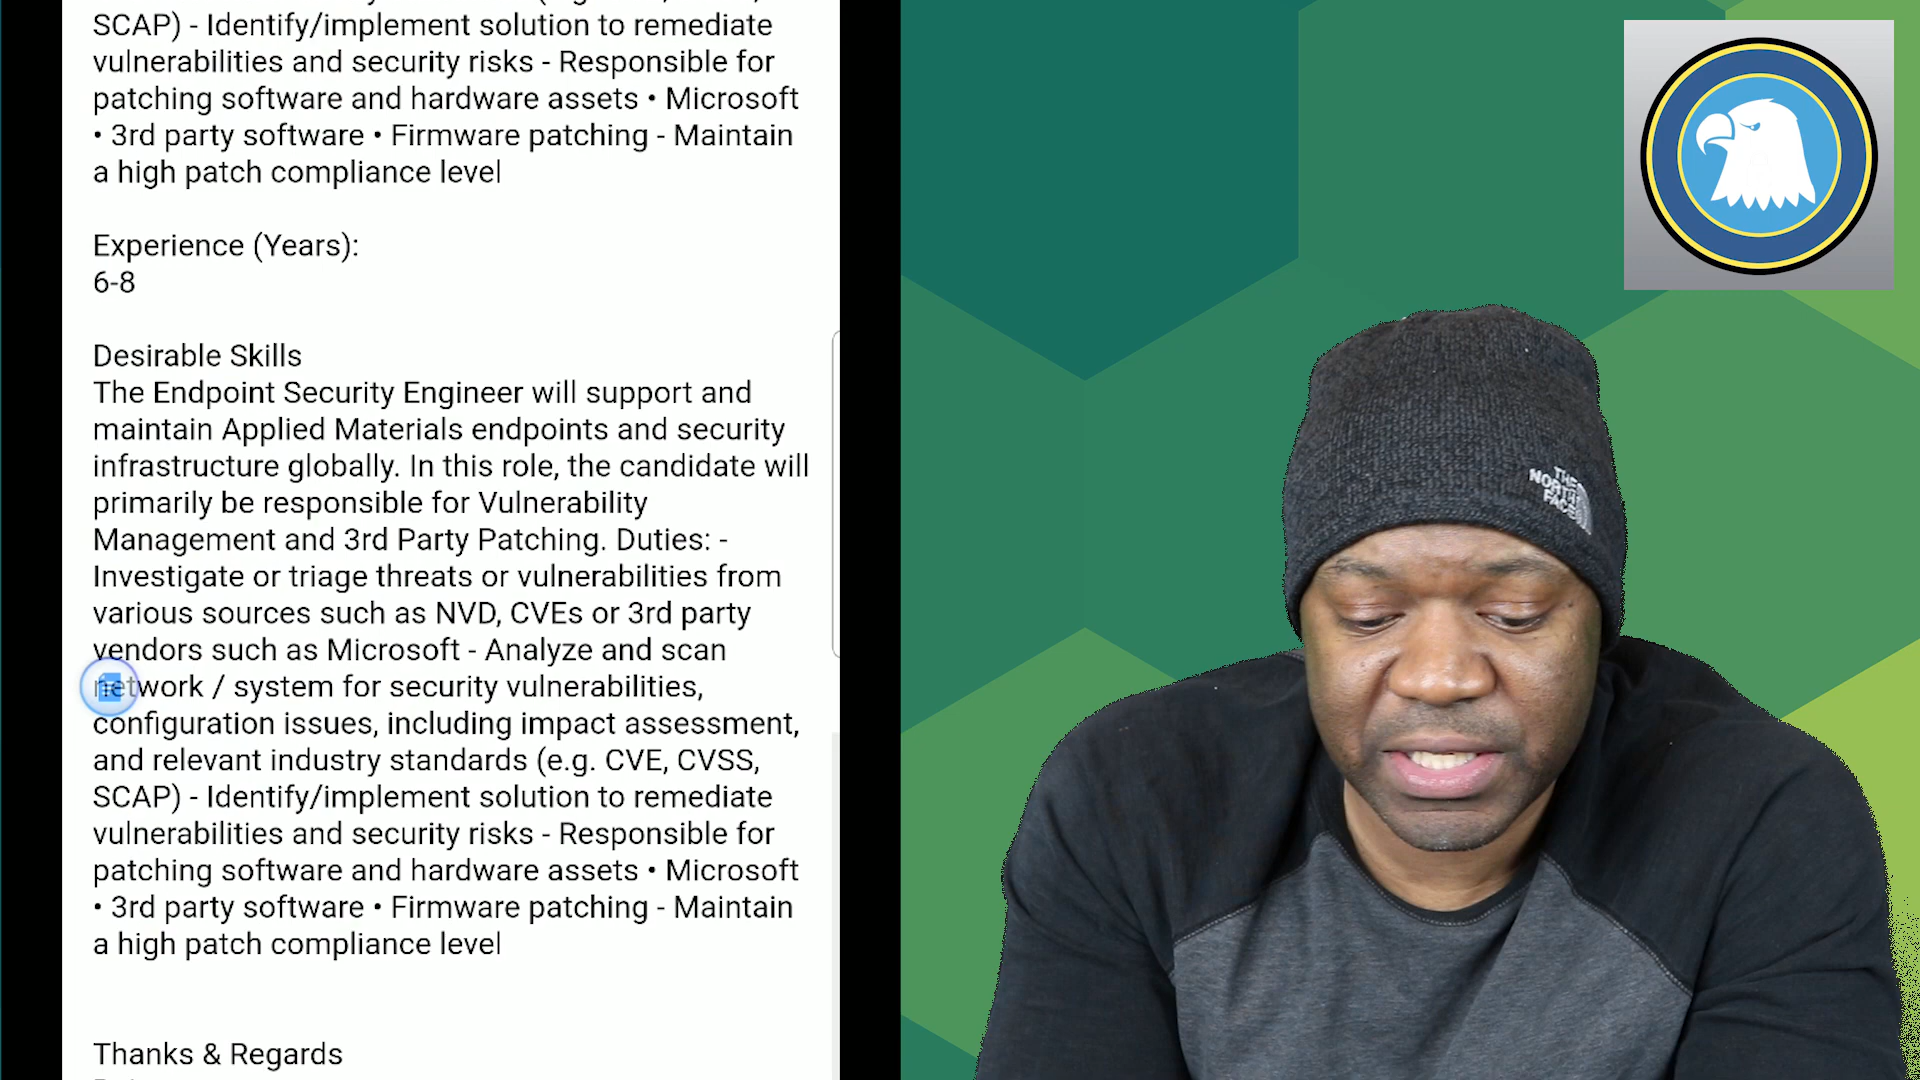 SCAP) - Identify/implement solution to remediate
vulnerabilities and security risks - Responsible for
patching software and hardware assets • Microsoft
• 3rd party software • Firmware patching - Maintain
a high patch compliance level
Experience (Years):
6-8
Desirable Skills
The Endpoint Security Engineer will support and
maintain Applied Materials endpoints and security
infrastructure globally. In this role, the candidate will
primarily be responsible for Vulnerability
Management and 3rd Party Patching. Duties: -
Investigate or triage threats or vulnerabilities from
various sources such as NVD, CVEs or 3rd party
vendors such as Microsoft - Analyze and scan
network / system for security vulnerabilities,
configuration issues, including impact assessment,
and relevant industry standards (e.g. CVE, CVSS,
SCAP) - Identify/implement solution to remediate
vulnerabilities and security risks - Responsible for
patching software and hardware assets • Microsoft
• 3rd party software • Firmware patching - Maintain
a high patch compliance level
Thanks & Regards
THE
NORTH
FACE